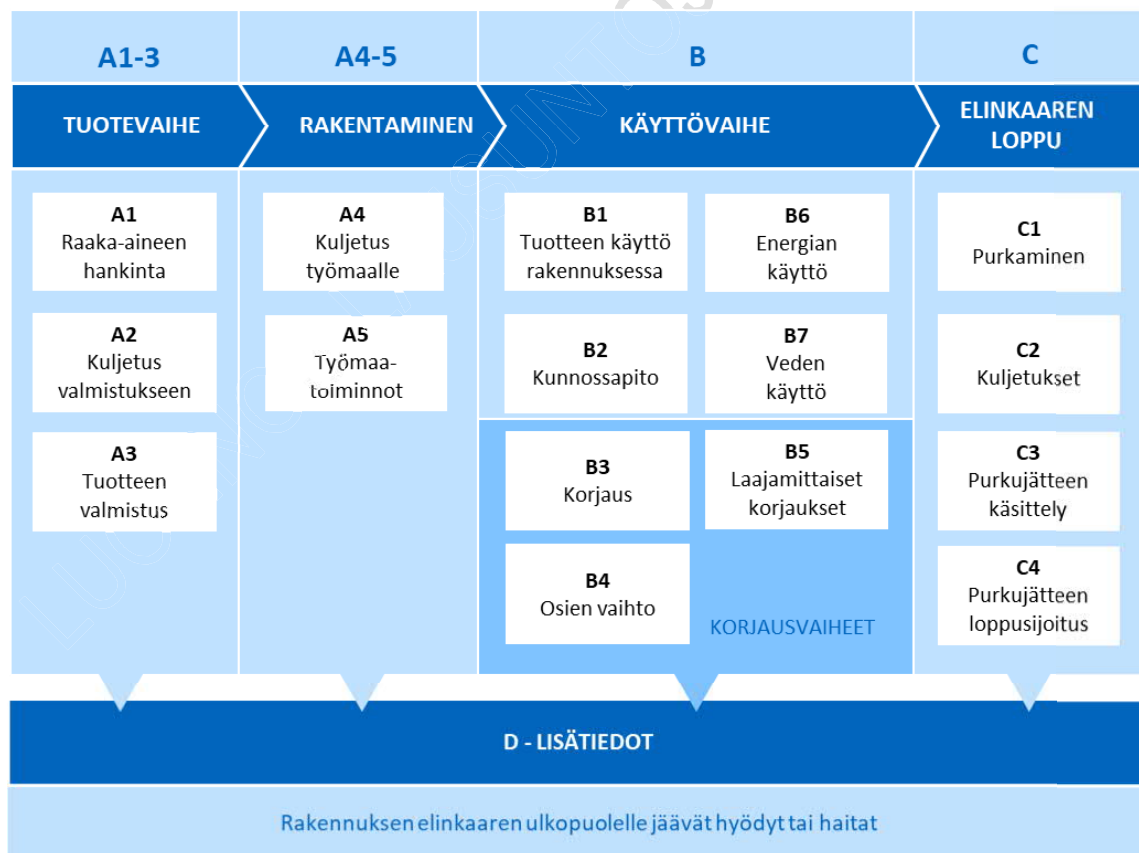 A1-3
A4-5
B
C
TUOTEVAIHE
RAKENTAMINEN
KÄYTTÖVAIHE
ELINKAAREN
LOPPU
A1
Raaka-aineen
hankinta
A2
Kuljetus
valmistukseen
A3
Tuotteen
valmistus
A4
Kuljetus
työmaalle
A5
Työmaa-
toiminnot
B1
Tuotteen käyttö
rakennuksessa
B6
Energian
käyttö
B2
Kunnossapito
B7
Veden
käyttö
B3
Korjaus
B5
Laajamittaiset
korjaukset
B4
Osien vaihto
KORJAUSVAIHEET
C1
Purkaminen
C2
Kuljetukset
C3
Purkujätteen
käsittely
C4
Purkujätteen
loppusijoitus
D - LISÄTIEDOT
Rakennuksen elinkaaren ulkopuolelle jäävät hyödyt tai haitat